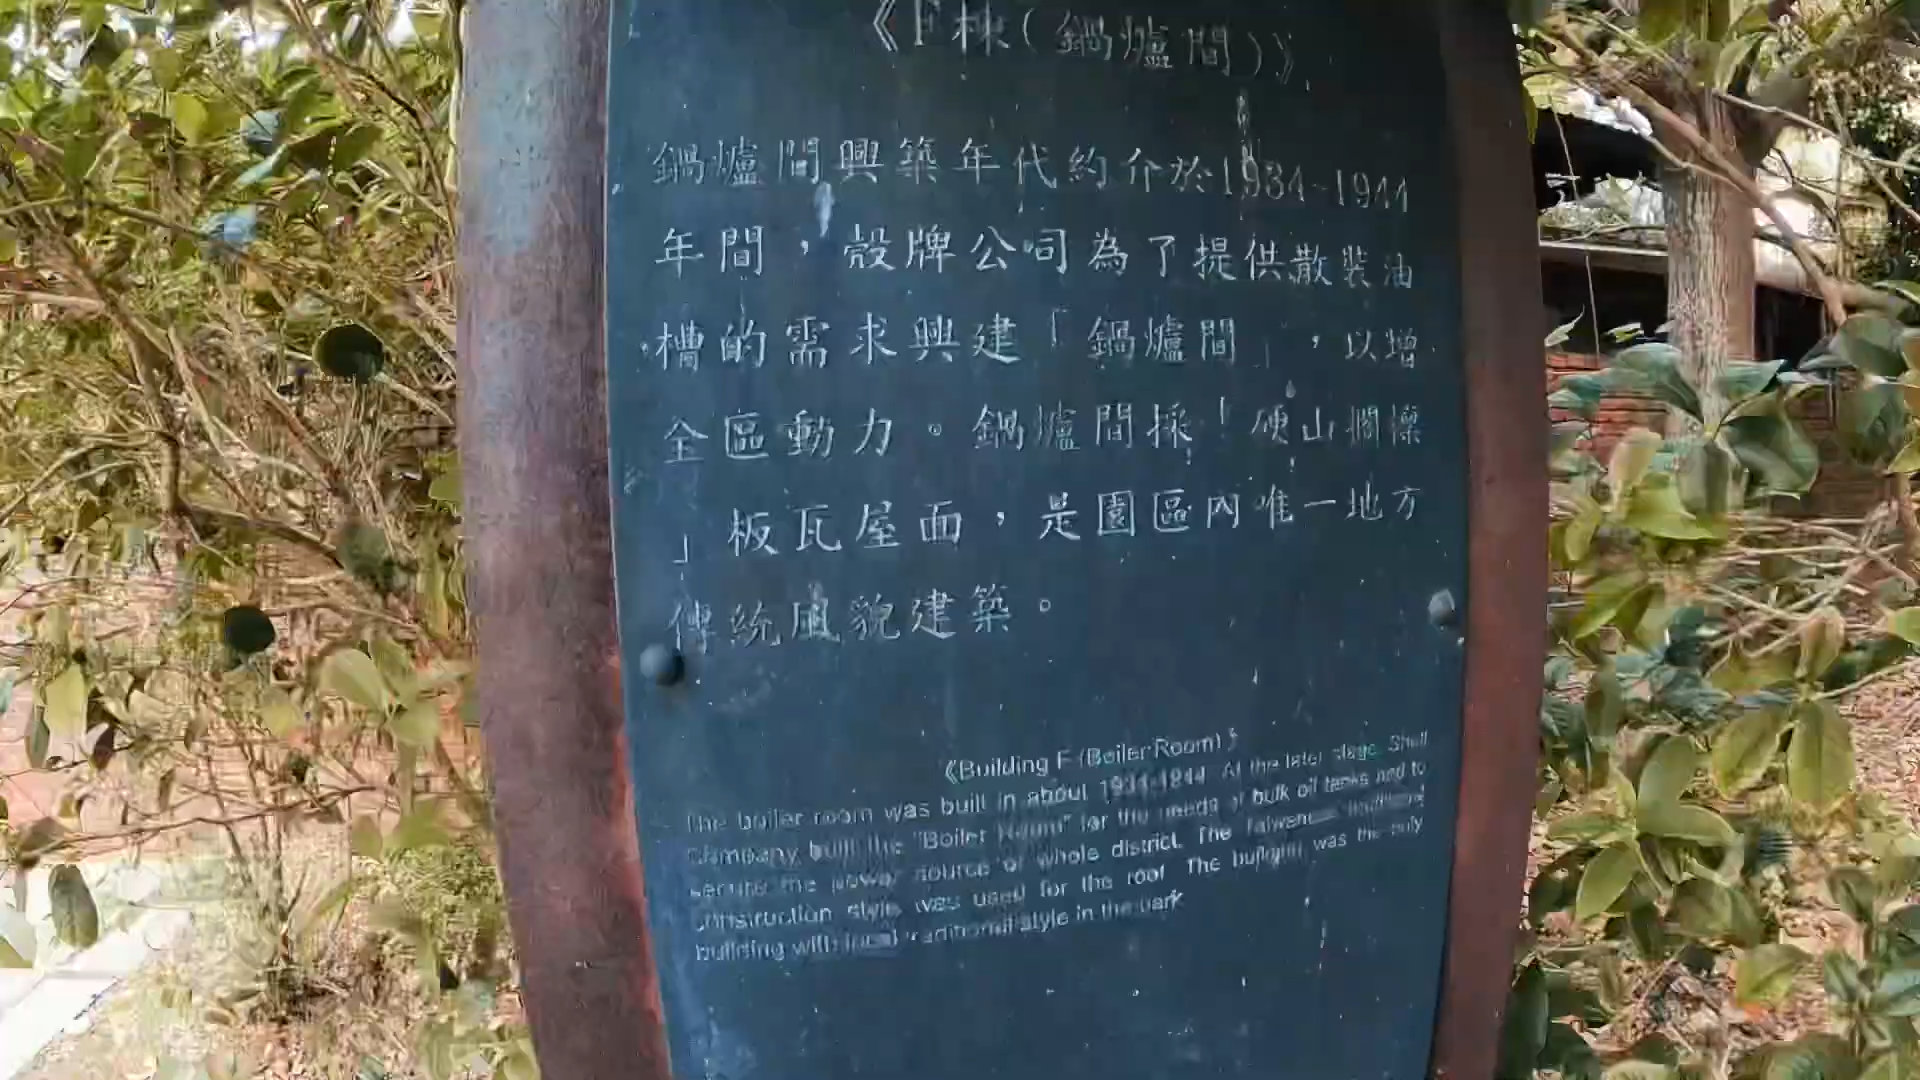 《F棟(鍋爐間)》
鍋爐間興築年代約介於1934-1944
年間，殼牌公司為了提供散裝油
槽的需求興建「鍋爐間」，以增
全區動力。鍋爐間採「硬山擱檁
」板瓦屋面，是園區內唯一地方
傳統風貌建築。
《Building F (Boiler Room)》
The boiler room was built in about 1934-1944. At the later stage, Shell
Company built the "Boiler Room" for the needs of bulk oil tanks and to
secure the power source of whole district. The Taiwanese traditional
construction style was used for the roof. The building was the only
building with local traditional style in the park